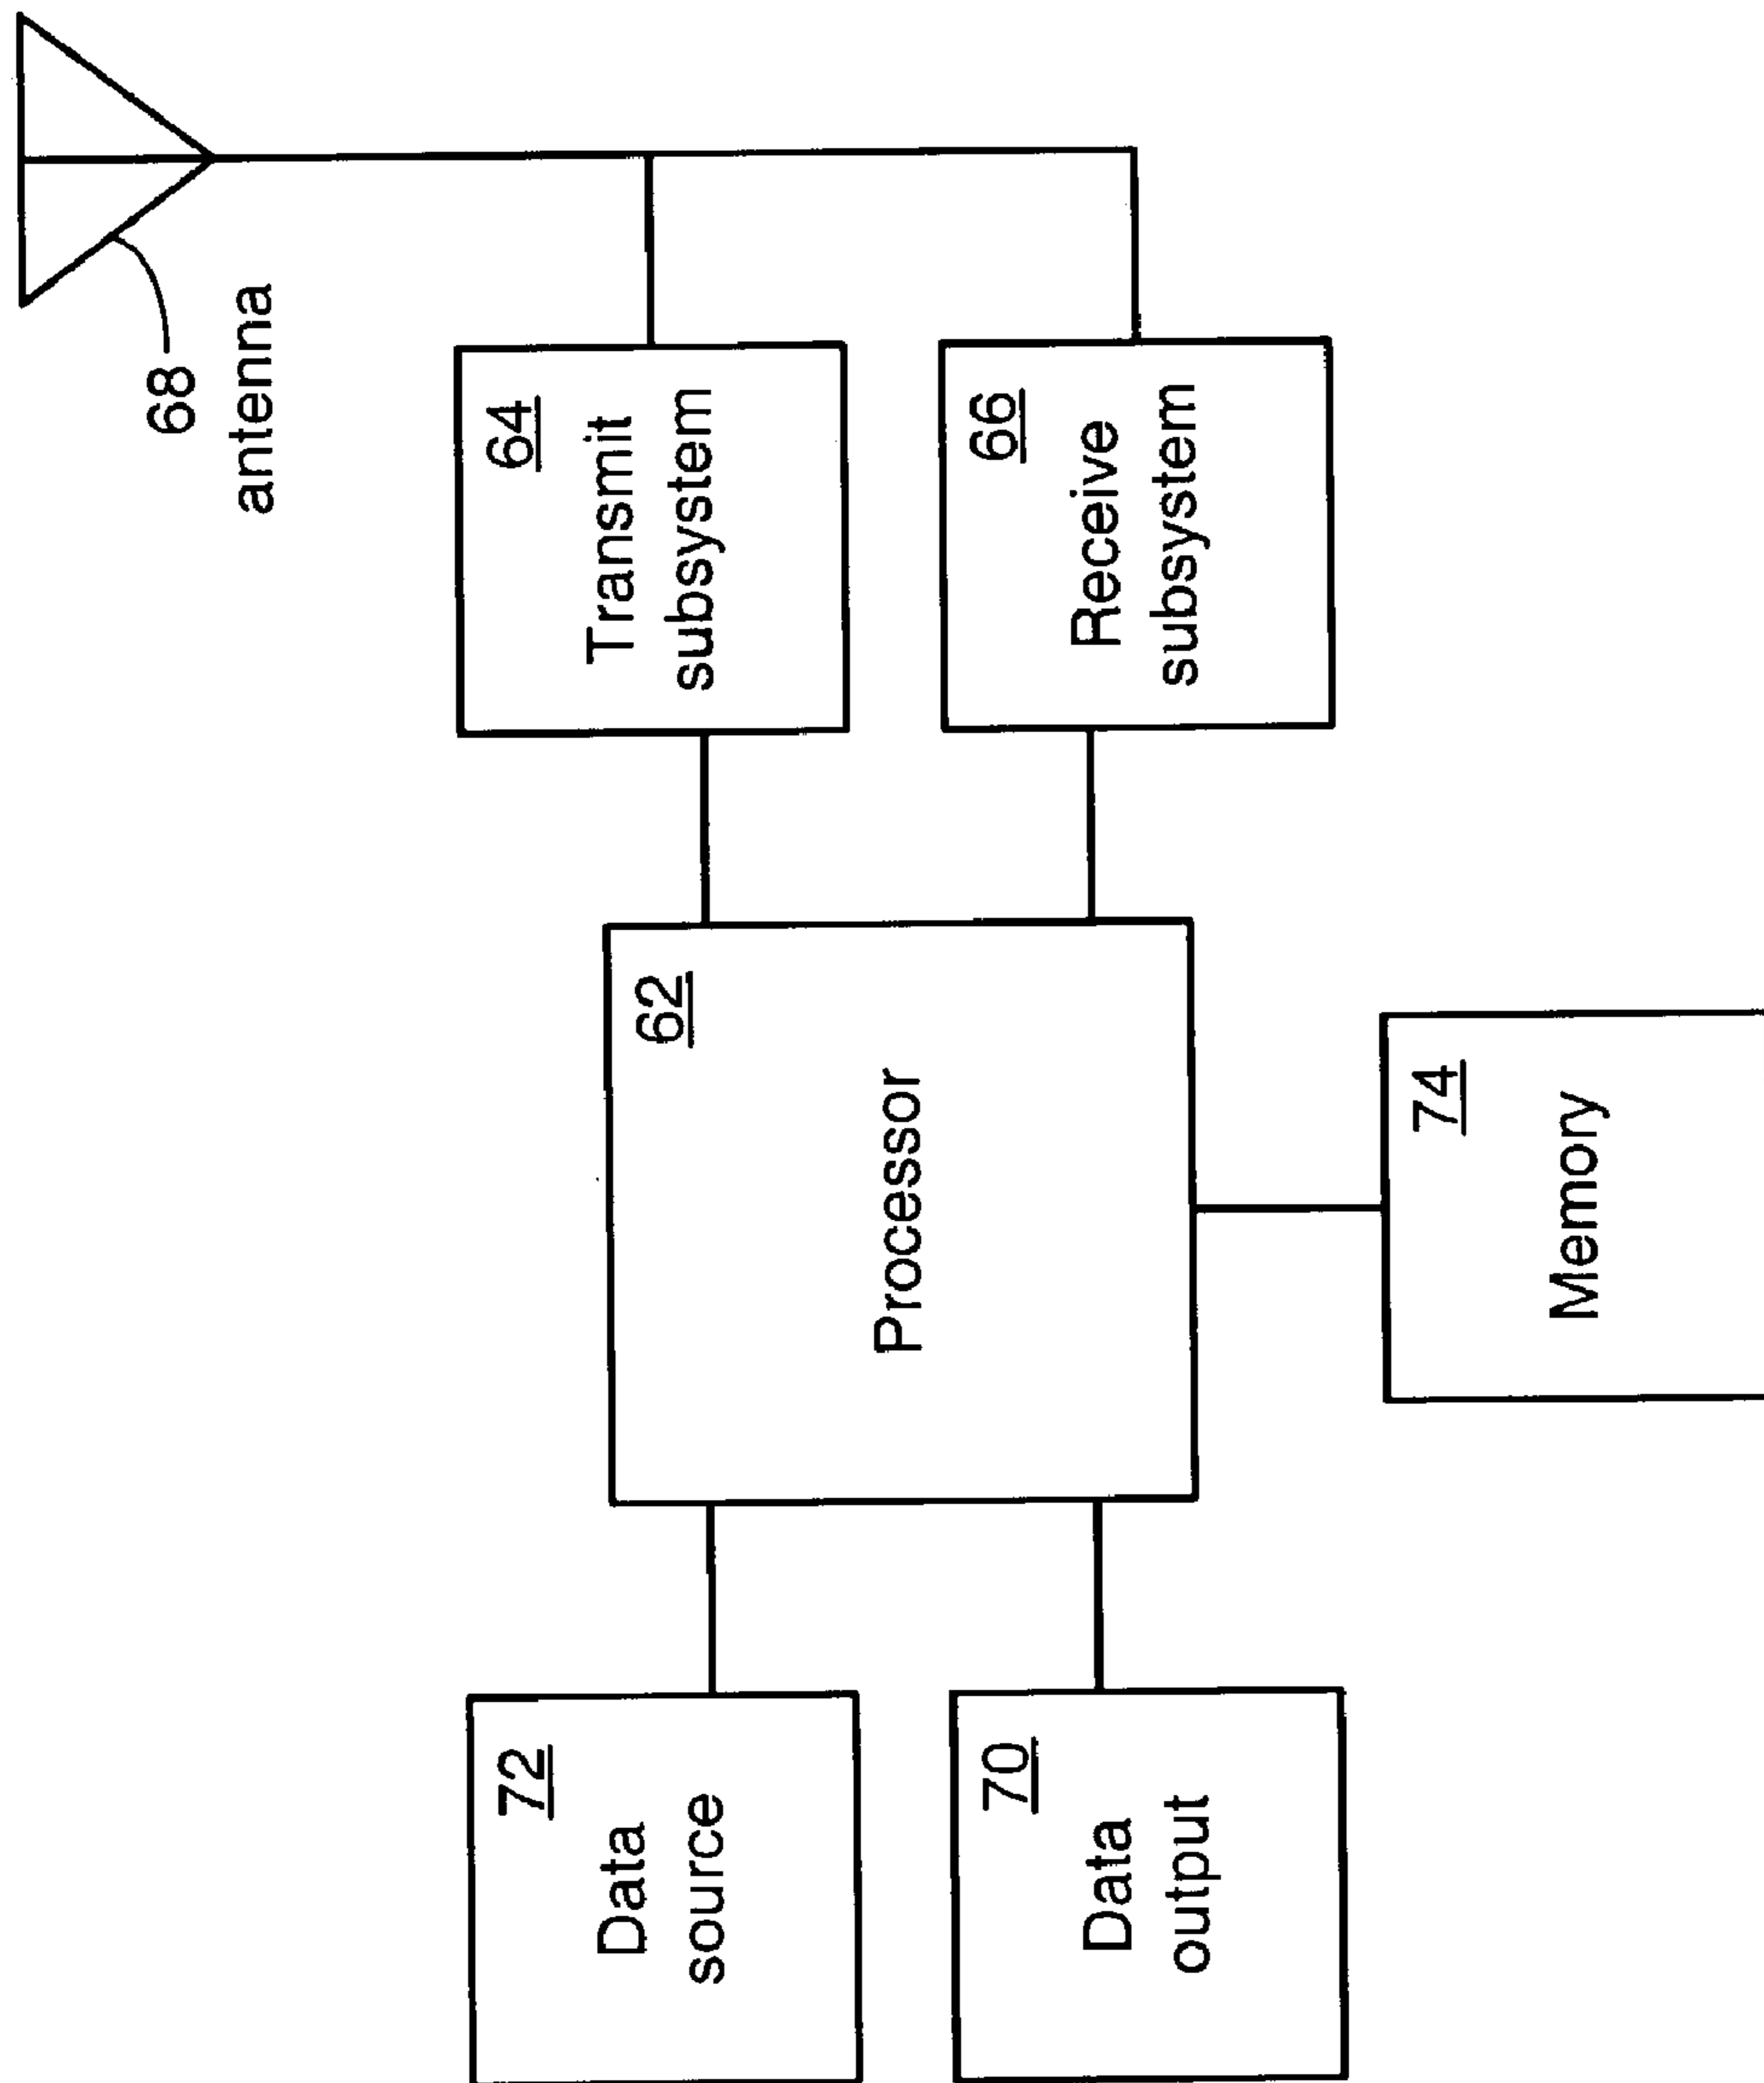 68
antenna
72
Data
source
62
Processor
64
Transmit
subsystem
70
Data
output
66
Receive
subsystem
74
Memory